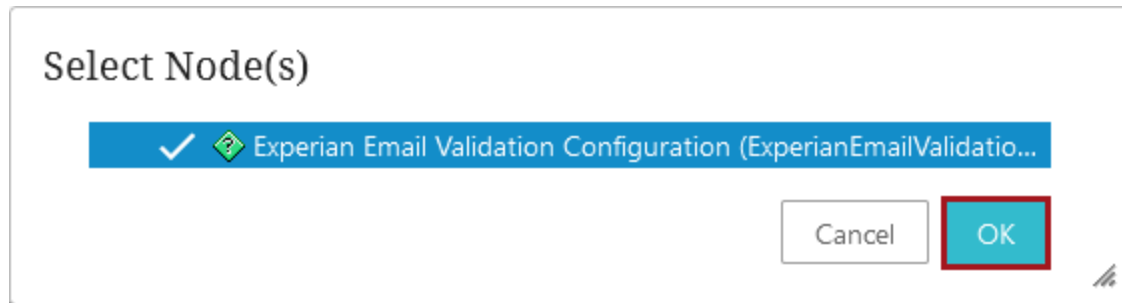 Select Node(s)
Experian Email Validation Configuration (ExperianEmailValidatio...
Cancel
OK